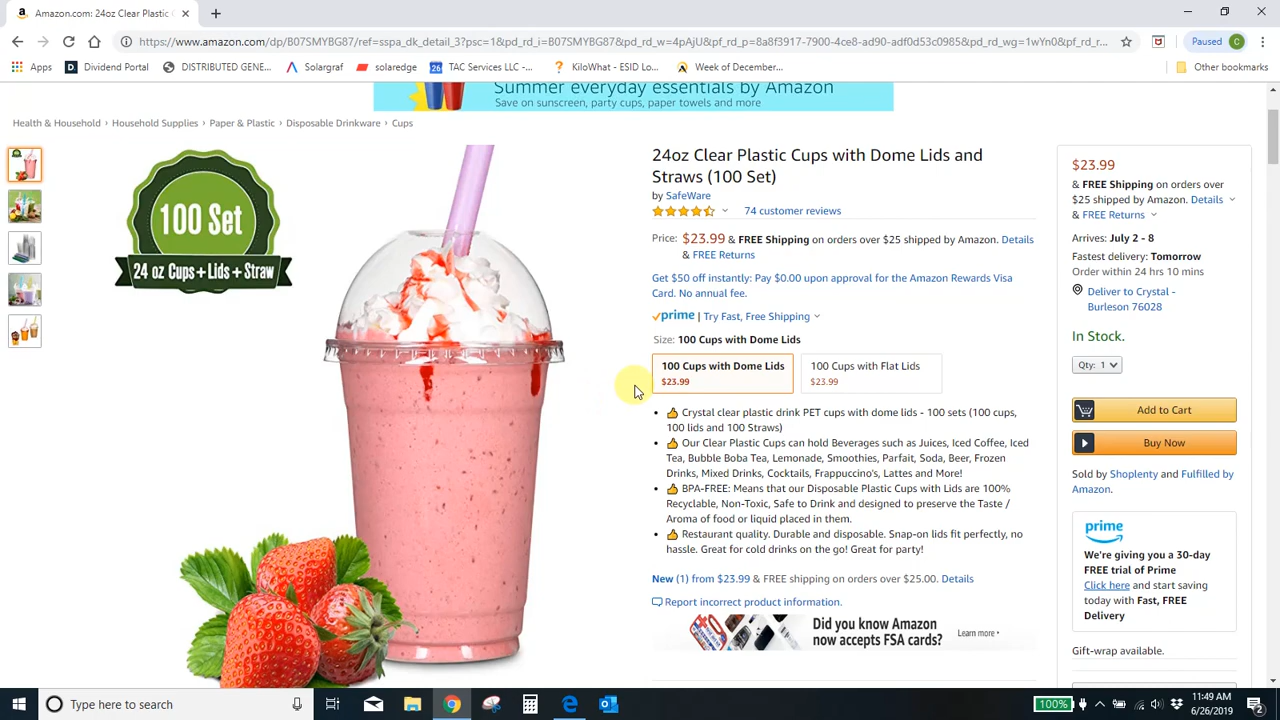 Amazon.com: 24oz Clear Plastic C
https://www.amazon.com/dp/B07SMYBG87/ref=sspa_dk_detail_3?psc=1&pd_rd_i=B07SMYBG87&pd_rd_w=4pAjU&pf_rd_p=8a8f3917-7900-4ce8-ad90-adf0d53c0985&pd_rd_wg=1wYn0&pf_rd_r...
Paused C
Apps Dividend Portal DISTRIBUTED GENE... Solargraf solaredge 26 TAC Services LLC -... KiloWhat - ESID Lo... Week of December... Other bookmarks
Summer everyday essentials by Amazon
Save on sunscreen, party cups, paper towels and more
Health & Household › Household Supplies › Paper & Plastic › Disposable Drinkware › Cups
100 Set
24 oz Cups+Lids+Straw
24oz Clear Plastic Cups with Dome Lids and
Straws (100 Set)
by SafeWare
74 customer reviews
Price: $23.99 & FREE Shipping on orders over $25 shipped by Amazon. Details
& FREE Returns
Get $50 off instantly: Pay $0.00 upon approval for the Amazon Rewards Visa
Card. No annual fee.
prime | Try Fast, Free Shipping
Size: 100 Cups with Dome Lids
100 Cups with Dome Lids 100 Cups with Flat Lids
$23.99 $23.99
• 👍 Crystal clear plastic drink PET cups with dome lids - 100 sets (100 cups,
100 lids and 100 Straws)
• 👍 Our Clear Plastic Cups can hold Beverages such as Juices, Iced Coffee, Iced
Tea, Bubble Boba Tea, Lemonade, Smoothies, Parfait, Soda, Beer, Frozen
Drinks, Mixed Drinks, Cocktails, Frappuccino's, Lattes and More!
• 👍 BPA-FREE: Means that our Disposable Plastic Cups with Lids are 100%
Recyclable, Non-Toxic, Safe to Drink and designed to preserve the Taste /
Aroma of food or liquid placed in them.
• 👍 Restaurant quality. Durable and disposable. Snap-on lids fit perfectly, no
hassle. Great for cold drinks on the go! Great for party!
New (1) from $23.99 & FREE shipping on orders over $25.00. Details
Report incorrect product information.
Did you know Amazon
now accepts FSA cards?
Learn more ›
$23.99
& FREE Shipping on orders over
$25 shipped by Amazon. Details
& FREE Returns
Arrives: July 2 - 8
Fastest delivery: Tomorrow
Order within 24 hrs 10 mins
Deliver to Crystal -
Burleson 76028
In Stock.
Qty: 1
Add to Cart
Buy Now
Sold by Shoplenty and Fulfilled by
Amazon.
prime
We're giving you a 30-day
FREE trial of Prime
Click here and start saving
today with Fast, FREE
Delivery
Gift-wrap available.
Type here to search
100%
11:49 AM
6/26/2019
2